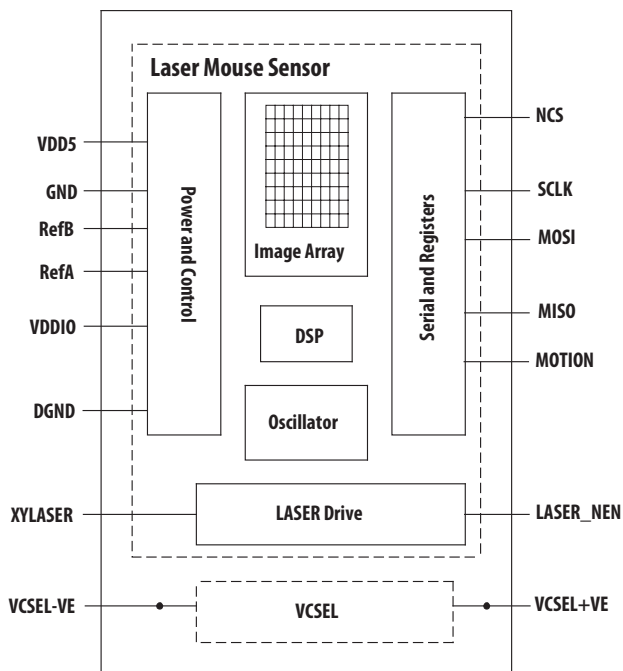 Laser Mouse Sensor
VDD5
GND
RefB
RefA
VDDIO
DGND
XYLASER
VCSEL-VE
Power and Control
Image Array
DSP
Oscillator
LASER Drive
VCSEL
Serial and Registers
NCS
SCLK
MOSI
MISO
MOTION
LASER_NEN
VCSEL+VE